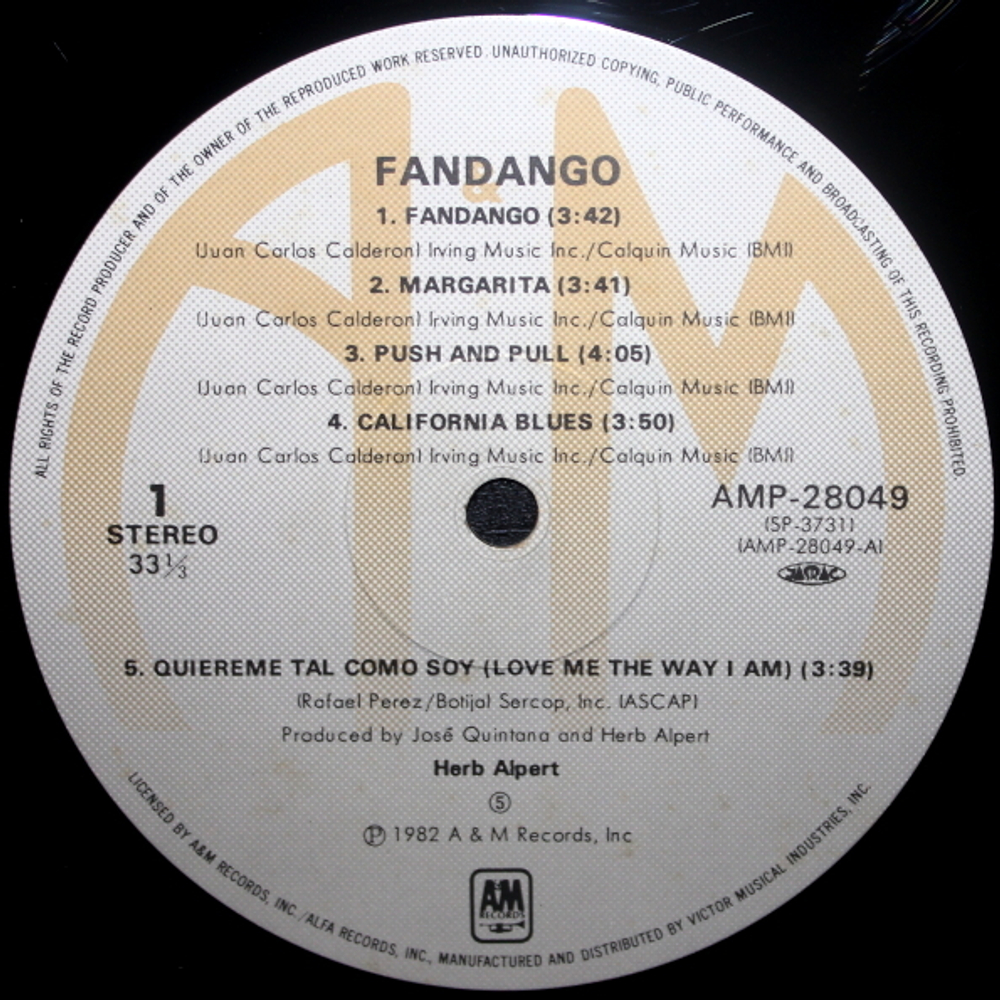 ALL RIGHTS OF THE RECORD PRODUCER AND OF THE OWNER OF THE REPRODUCED WORK RESERVED. UNAUTHORIZED COPYING, PUBLIC PERFORMANCE AND BROADCASTING OF THIS RECORDING PROHIBITED
FANDANGO
1. FANDANGO (3:42)
(Juan Carlos Calderon) Irving Music Inc./Calquin Music (BMI)
2. MARGARITA (3:41)
(Juan Carlos Calderon) Irving Music Inc./Calquin Music (BMI)
3. PUSH AND PULL (4:05)
(Juan Carlos Calderon) Irving Music Inc./Calquin Music (BMI)
4. CALIFORNIA BLUES (3:50)
(Juan Carlos Calderon) Irving Music Inc./Calquin Music (BMI)
1
STEREO
33⅓
AMP-28049
(SP-3731)
(AMP-28049-A)
JASRAC
5. QUIEREME TAL COMO SOY (LOVE ME THE WAY I AM) (3:39)
(Rafael Perez/Botija) Sercop, Inc. (ASCAP)
Produced by José Quintana and Herb Alpert
Herb Alpert
⑤
℗ 1982 A & M Records, Inc
A&M
RECORDS
LICENSED BY A&M RECORDS, INC./ALFA RECORDS, INC., MANUFACTURED AND DISTRIBUTED BY VICTOR MUSICAL INDUSTRIES, INC.